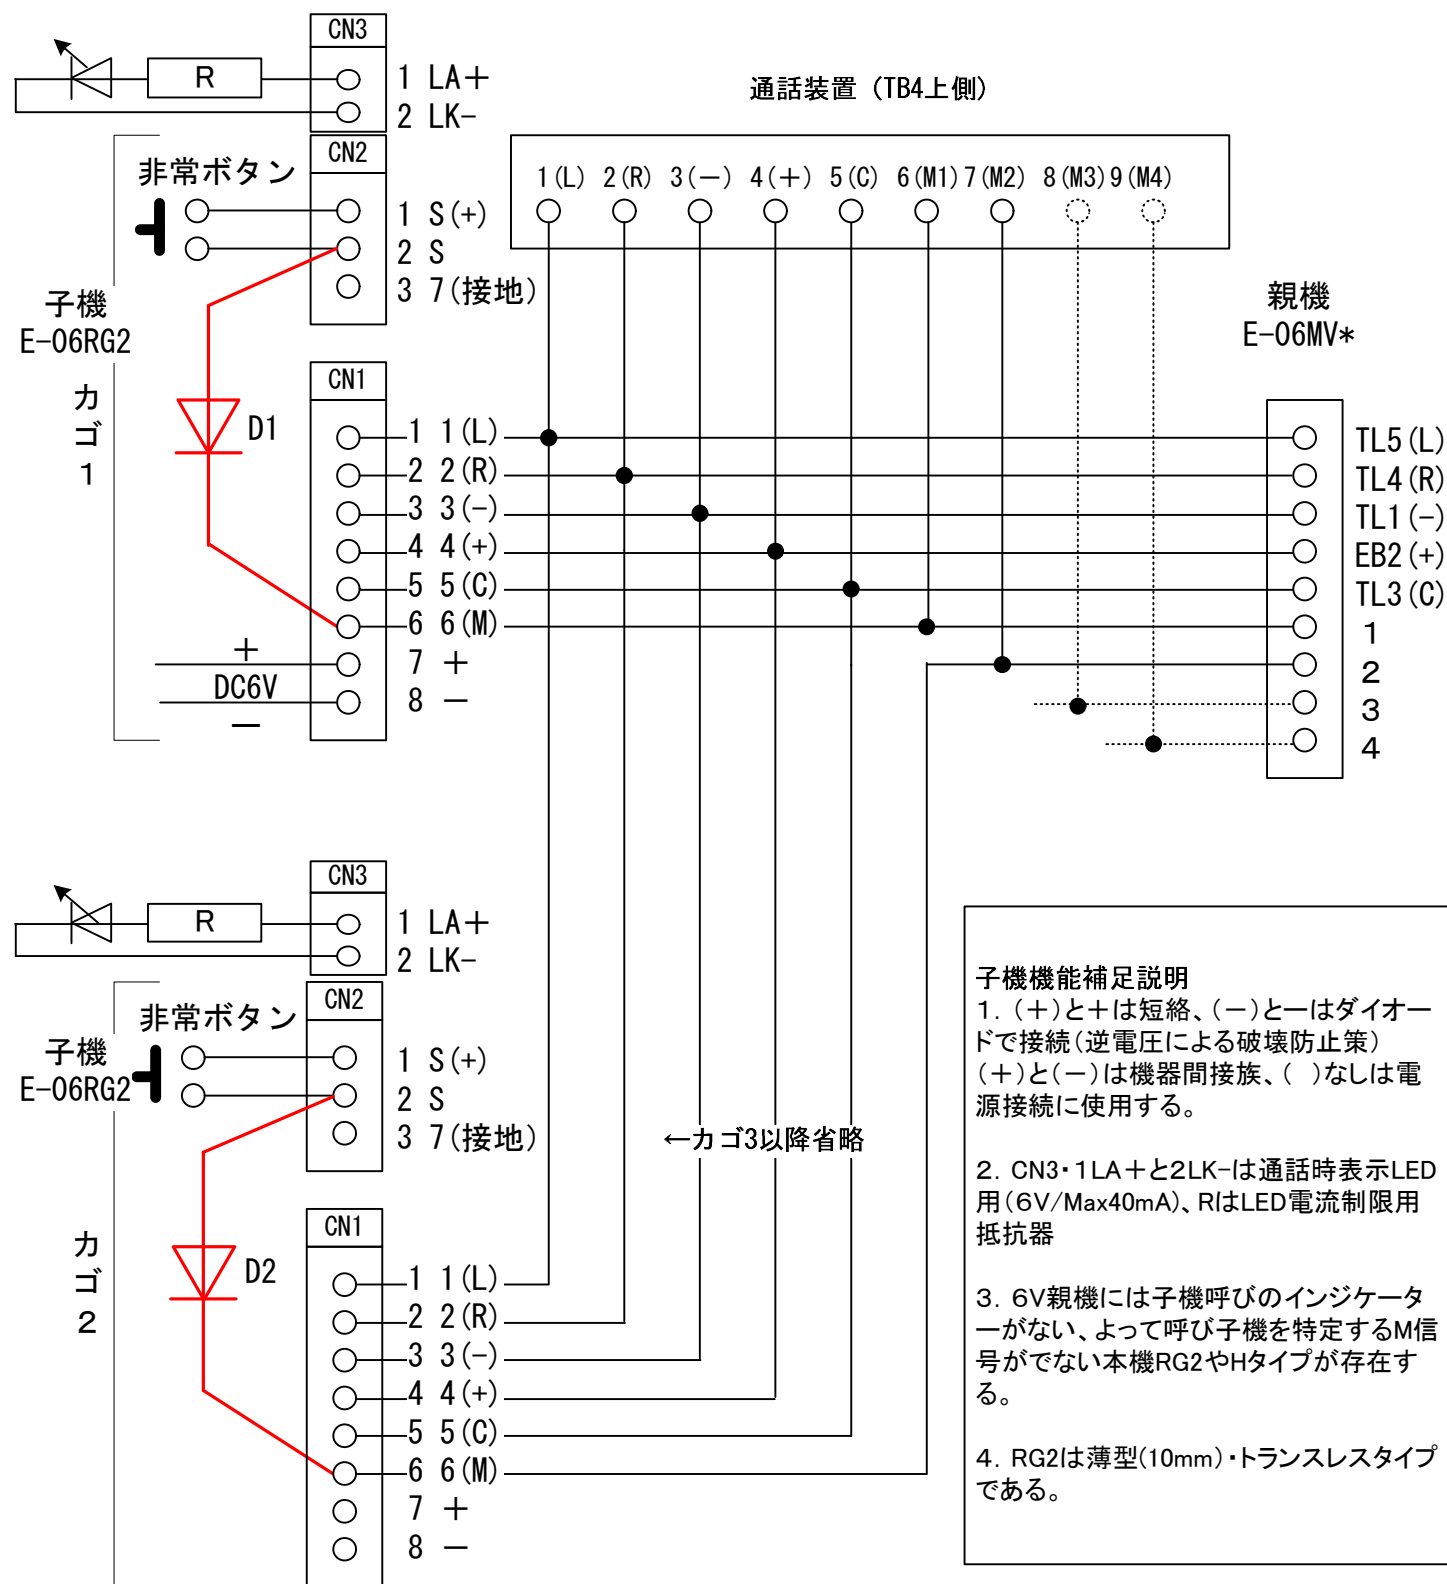 CN3
R
1 LA＋
2 LK-
通話装置（TB4上側）
CN2
非常ボタン
1 S(+)
2 S
3 7(接地)
1(L) 2(R) 3(－) 4(＋) 5(C) 6(M1) 7(M2) 8(M3) 9(M4)
子機
E-06RG2
親機
E-06MV*
カゴ1
CN1
D1
1 1(L)
2 2(R)
3 3(-)
4 4(+)
5 5(C)
6 6(M)
7 ＋
8 －
＋
DC6V
－
TL5(L)
TL4(R)
TL1(-)
EB2(+)
TL3(C)
1
2
3
4
CN3
R
1 LA＋
2 LK-
CN2
非常ボタン
1 S(+)
2 S
3 7(接地)
子機
E-06RG2
←カゴ3以降省略
カゴ2
CN1
D2
1 1(L)
2 2(R)
3 3(-)
4 4(+)
5 5(C)
6 6(M)
7 ＋
8 －
子機機能補足説明
1．（＋）と＋は短絡、（－）とーはダイオー
ドで接続（逆電圧による破壊防止策）
（＋）と（－）は機器間接族、（ ）なしは電
源接続に使用する。
2．CN3・1LA＋と2LK-は通話時表示LED
用（6V/Max40mA）、RはLED電流制限用
抵抗器
3．6V親機には子機呼びのインジケータ
ーがない、よって呼び子機を特定するM信
号がでない本機RG2やHタイプが存在す
る。
4．RG2は薄型(10mm)・トランスレスタイプ
である。